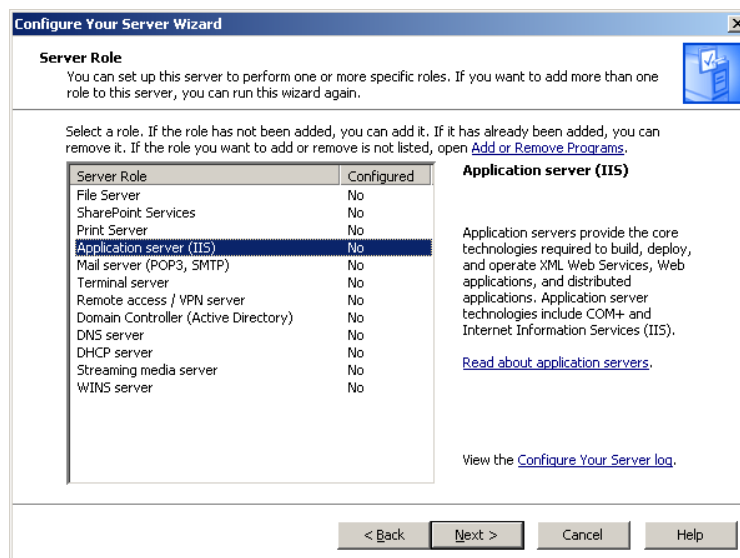 Configure Your Server Wizard
Server Role
You can set up this server to perform one or more specific roles. If you want to add more than one
role to this server, you can run this wizard again.
Select a role. If the role has not been added, you can add it. If it has already been added, you can
remove it. If the role you want to add or remove is not listed, open Add or Remove Programs.
Server Role Configured
File Server No
SharePoint Services No
Print Server No
Application server (IIS) No
Mail server (POP3, SMTP) No
Terminal server No
Remote access / VPN server No
Domain Controller (Active Directory) No
DNS server No
DHCP server No
Streaming media server No
WINS server No
Application server (IIS)
Application servers provide the core
technologies required to build, deploy,
and operate XML Web Services, Web
applications, and distributed
applications. Application server
technologies include COM+ and
Internet Information Services (IIS).
Read about application servers.
View the Configure Your Server log.
< Back Next > Cancel Help